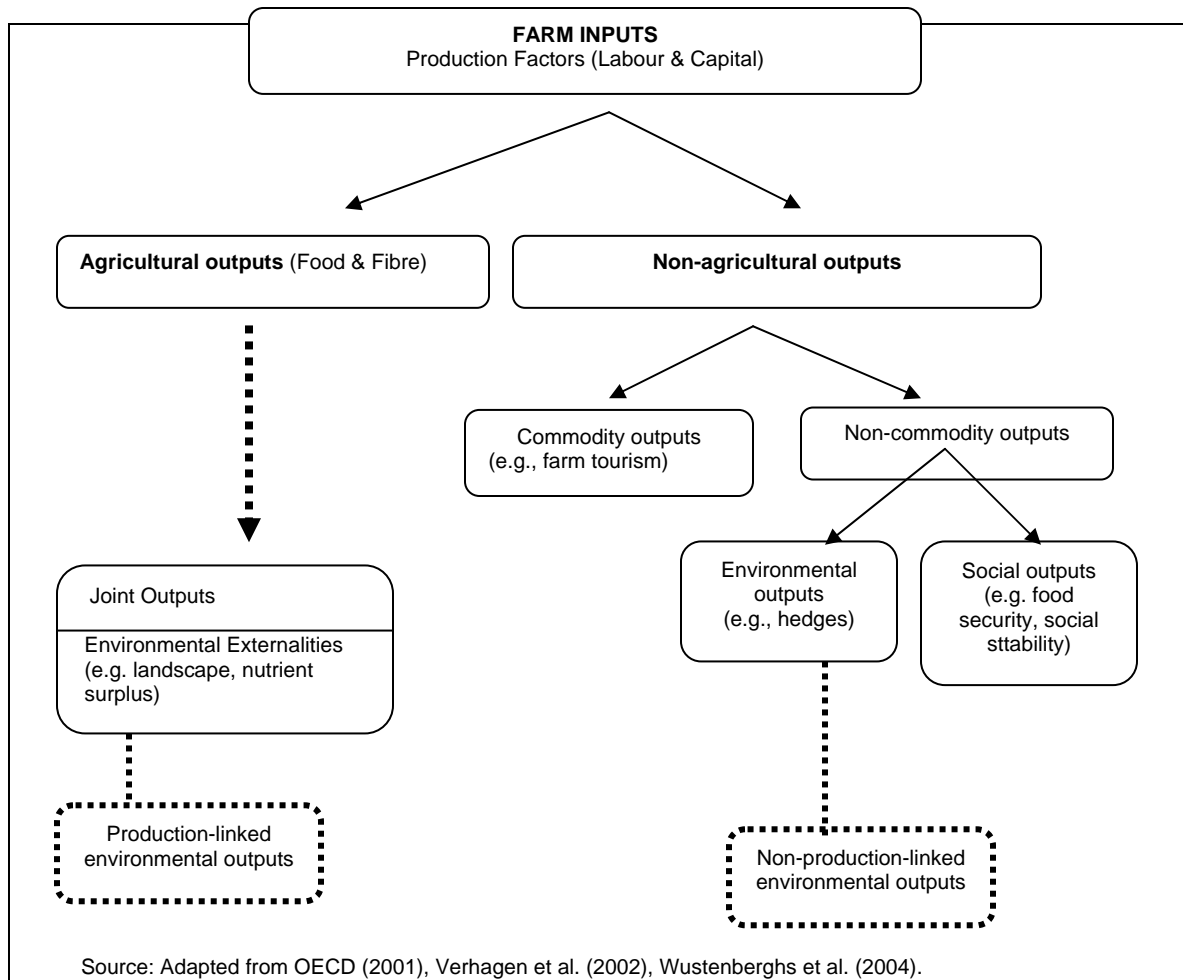 FARM INPUTS
Production Factors (Labour & Capital)
Agricultural outputs (Food & Fibre)
Non-agricultural outputs
Commodity outputs
(e.g., farm tourism)
Non-commodity outputs
Joint Outputs
Environmental Externalities
(e.g. landscape, nutrient
surplus)
Environmental
outputs
(e.g., hedges)
Social outputs
(e.g. food
security, social
sttability)
Production-linked
environmental outputs
Non-production-linked
environmental outputs
Source: Adapted from OECD (2001), Verhagen et al. (2002), Wustenberghs et al. (2004).